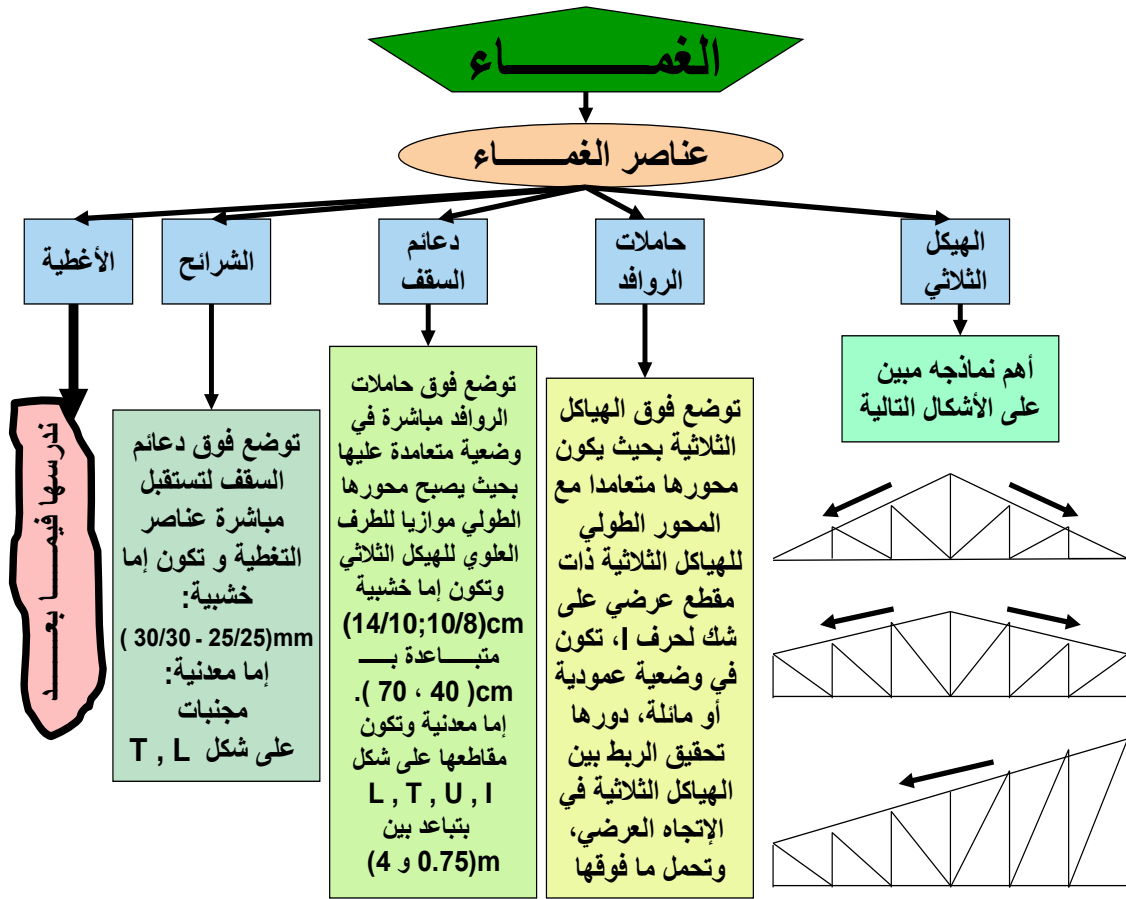 الغمــــــاء
عناصر الغمــــاء
الهيكل
الثلاثي
حاملات
الروافد
دعائم
السقف
الشرائح
الأغطية
أهم نماذجه مبين
على الأشكال التالية
توضع فوق الهياكل
الثلاثية بحيث يكون
محورها متعامدا مع
المحور الطولي
للهياكل الثلاثية ذات
مقطع عرضي على
شك لحرف I، تكون
في وضعية عمودية
أو مائلة، دورها
تحقيق الربط بين
الهياكل الثلاثية في
الإتجاه العرضي،
وتحمل ما فوقها
توضع فوق حاملات
الروافد مباشرة في
وضعية متعامدة عليها
بحيث يصبح محورها
الطولي موازيا للطرف
العلوي للهيكل الثلاثي
وتكون إما خشبية
(14/10;10/8)cm
متبــــاعدة بـــ
.( 70 ، 40 )cm
إما معدنية وتكون
مقاطعها على شكل
L , T , U , I
بتباعد بين
(4 و 0.75)m
توضع فوق دعائم
السقف لتستقبل
مباشرة عناصر
التغطية و تكون إما
خشبية:
( 30/30 - 25/25)mm
إما معدنية:
مجنبات
على شكل T , L
ندرسها فيمــــا بعــــد